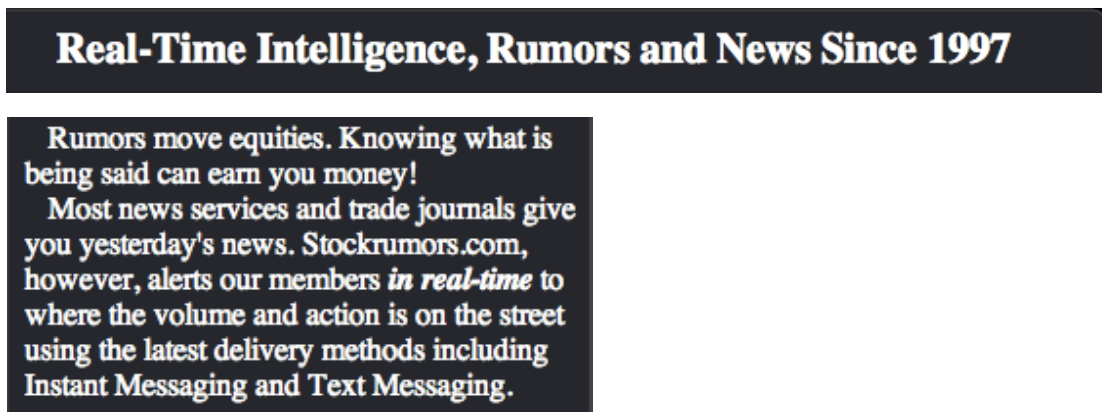 Real-Time Intelligence, Rumors and News Since 1997
Rumors move equities. Knowing what is
being said can earn you money!
Most news services and trade journals give
you yesterday's news. Stockrumors.com,
however, alerts our members in real-time to
where the volume and action is on the street
using the latest delivery methods including
Instant Messaging and Text Messaging.